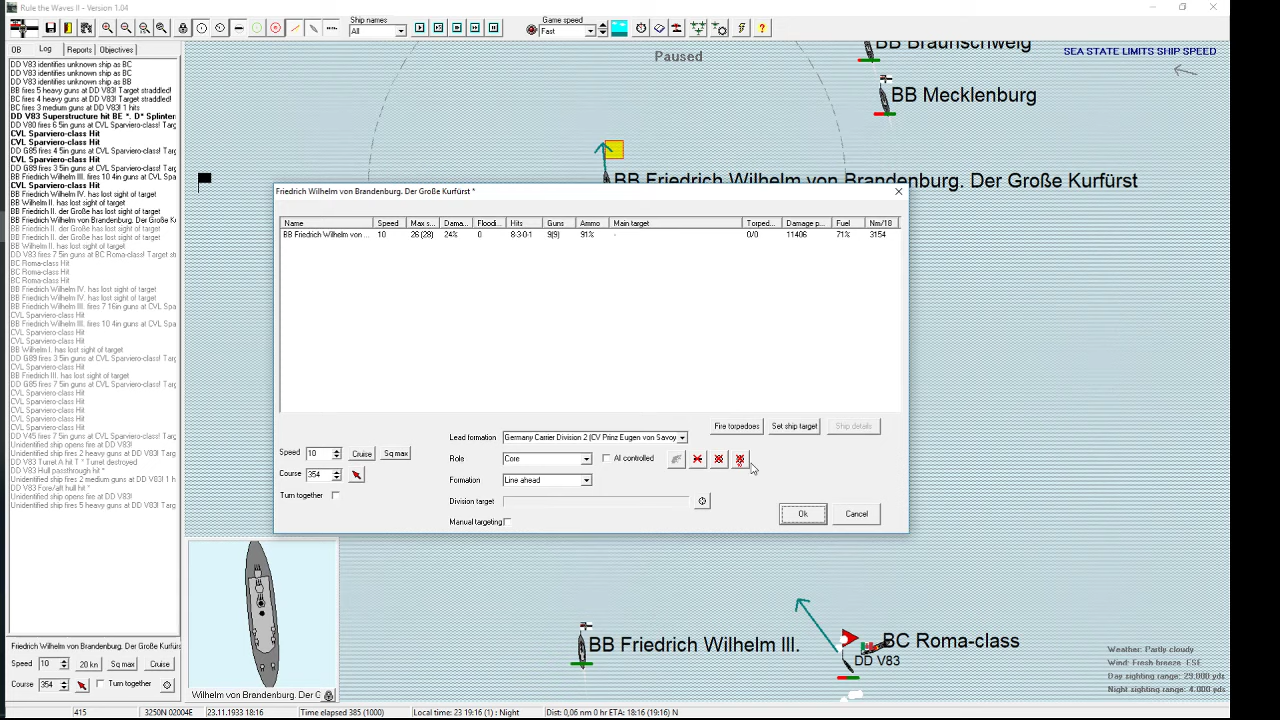 Rule the Waves II - Version 1.04
Ship names
All
Game speed
Fast
OB Log Reports Objectives
DD V83 identifies unknown ship as BC
DD V83 identifies unknown ship as BC
DD V83 identifies unknown ship as BB
BB fires 5 heavy guns at DD V83! Target straddled!
BC fires 4 heavy guns at DD V83!
BC fires 3 medium guns at DD V83! 1 hits
DD V83 Superstructure hit BE *. D* Splinter
DD V80 fires 6 5in guns at CVL Sparviero-class! Targ
CVL Sparviero-class Hit
CVL Sparviero-class Hit
DD G85 fires 4 5in guns at CVL Sparviero-class! Targ
CVL Sparviero-class Hit
DD G89 fires 3 5in guns at CVL Sparviero-class! Targ
BB Friedrich Wilhelm III. fires 10 4in guns at CVL Spa
CVL Sparviero-class Hit
BB Friedrich Wilhelm IV. has lost sight of target
BB Wilhelm II. has lost sight of target
BB Friedrich II. der Große has lost sight of target
BB Friedrich Wilhelm von Brandenburg. Der Große Ku
BB Friedrich II. der Große has lost sight of target
BB Friedrich II. der Große has lost sight of target
BB Wilhelm II. has lost sight of target
DD V83 fires 7 5in guns at BC Roma-class! Target st
BC Roma-class Hit
BC Roma-class Hit
BC Roma-class Hit
BB Friedrich Wilhelm IV. has lost sight of target
BB Friedrich Wilhelm IV. has lost sight of target
BB Friedrich Wilhelm III. fires 7 16in guns at CVL Spa
CVL Sparviero-class Hit
BB Friedrich Wilhelm III. fires 10 4in guns at CVL Spa
CVL Sparviero-class Hit
CVL Sparviero-class Hit
BB Wilhelm I. has lost sight of target
DD G89 fires 3 5in guns at CVL Sparviero-class! Targ
CVL Sparviero-class Hit
BB Friedrich III. has lost sight of target
DD G85 fires 7 5in guns at CVL Sparviero-class! Targ
CVL Sparviero-class Hit
CVL Sparviero-class Hit
CVL Sparviero-class Hit
CVL Sparviero-class Hit
DD V45 fires 7 5in guns at CVL Sparviero-class! Targ
Unidentified ship opens fire at DD V83!
DD V83 Turret A hit T * Turret destroyed
DD V83 Hull passthrough hit *
Unidentified ship fires 2 medium guns at DD V83!
DD V83 Fore/aft hull hit *
Unidentified ship opens fire at DD V83!
Unidentified ship fires 5 heavy guns at DD V83!
Paused
BB Braunschweig
SEA STATE LIMITS SHIP SPEED
BB Mecklenburg
BB Friedrich Wilhelm von Brandenburg. Der Große Kurfürst
Friedrich Wilhelm von Brandenburg. Der Große Kurfürst *
Name Speed Max s... Dama... Floodi... Hits Guns Ammo Main target Torped... Damage p... Fuel Nm/18
BB Friedrich Wilhelm von ... 10 26 (28) 24% 0 8-3-0-1 9(9) 91% - 0/0 11406 71% 3154
Speed 10 Cruise Sq max
Course 354
Turn together
Lead formation Germany Carrier Division 2 (CV Prinz Eugen von Savoy
Role Core AI controlled
Formation Line ahead
Division target
Manual targeting
Fire torpedoes Set ship target Ship details
Ok Cancel
BB Friedrich Wilhelm III.
BC Roma-class
DD V83
Weather: Partly cloudy
Wind: Fresh breeze ESE
Day sighting range: 29.000 yds
Night sighting range: 4.000 yds
Friedrich Wilhelm von Brandenburg. Der Große Kurfürst
Speed 10 20 kn Sq max Cruise
Course 354 Turn together
Wilhelm von Brandenburg. Der G
415 3250N 02004E 23.11.1933 18:16 Time elapsed 385 (1000) Local time: 23 19:16 (1) : Night Dist: 0,06 nm 0 hr ETA: 18:16 (19:16) N